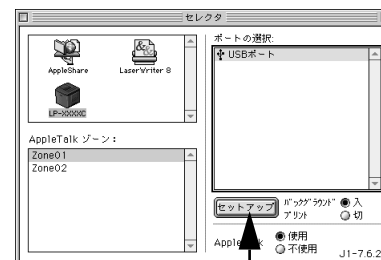 セレクタ
AppleShare
LaserWriter 8
LP-XXXXC
AppleTalk ゾーン：
Zone01
Zone02
ポートの選択:
USBポート
セットアップ
バックグラウンド
プリント
入
切
使用
不使用
J1-7.6.2